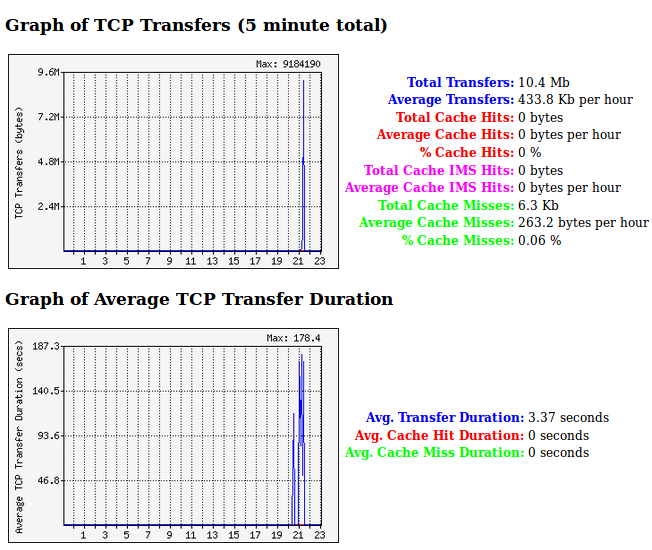 Graph of TCP Transfers (5 minute total)
Max: 9184190
9.6M
7.2M
4.8M
2.4M
TCP Transfers (bytes)
1 3 5 7 9 11 13 15 17 19 21 23
Total Transfers: 10.4 Mb
Average Transfers: 433.8 Kb per hour
Total Cache Hits: 0 bytes
Average Cache Hits: 0 bytes per hour
% Cache Hits: 0 %
Total Cache IMS Hits: 0 bytes
Average Cache IMS Hits: 0 bytes per hour
Total Cache Misses: 6.3 Kb
Average Cache Misses: 263.2 bytes per hour
% Cache Misses: 0.06 %
Graph of Average TCP Transfer Duration
Max: 178.4
187.3
140.5
93.6
46.8
Average TCP Transfer Duration (secs)
1 3 5 7 9 11 13 15 17 19 21 23
Avg. Transfer Duration: 3.37 seconds
Avg. Cache Hit Duration: 0 seconds
Avg. Cache Miss Duration: 0 seconds